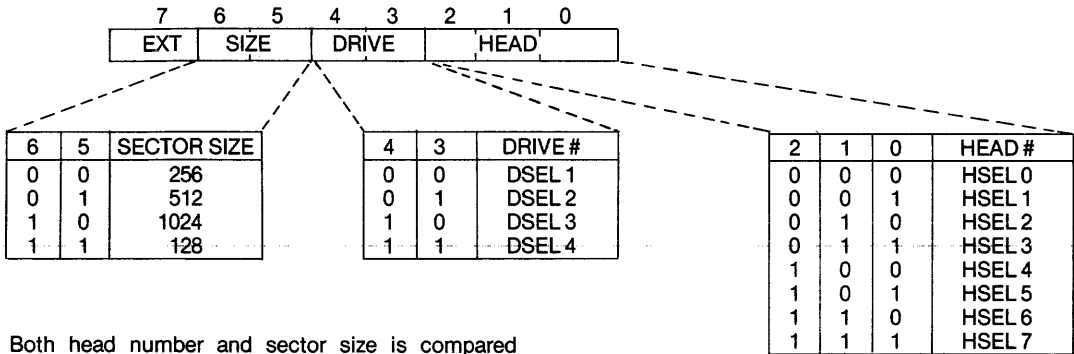 7 6 5 4 3 2 1 0
EXT SIZE DRIVE HEAD
6 5 SECTOR SIZE
0 0 256
0 1 512
1 0 1024
1 1 128
4 3 DRIVE #
0 0 DSEL 1
0 1 DSEL 2
1 0 DSEL 3
1 1 DSEL 4
2 1 0 HEAD #
0 0 0 HSEL 0
0 0 1 HSEL 1
0 1 0 HSEL 2
0 1 1 HSEL 3
1 0 0 HSEL 4
1 0 1 HSEL 5
1 1 0 HSEL 6
1 1 1 HSEL 7
Both head number and sector size is compared